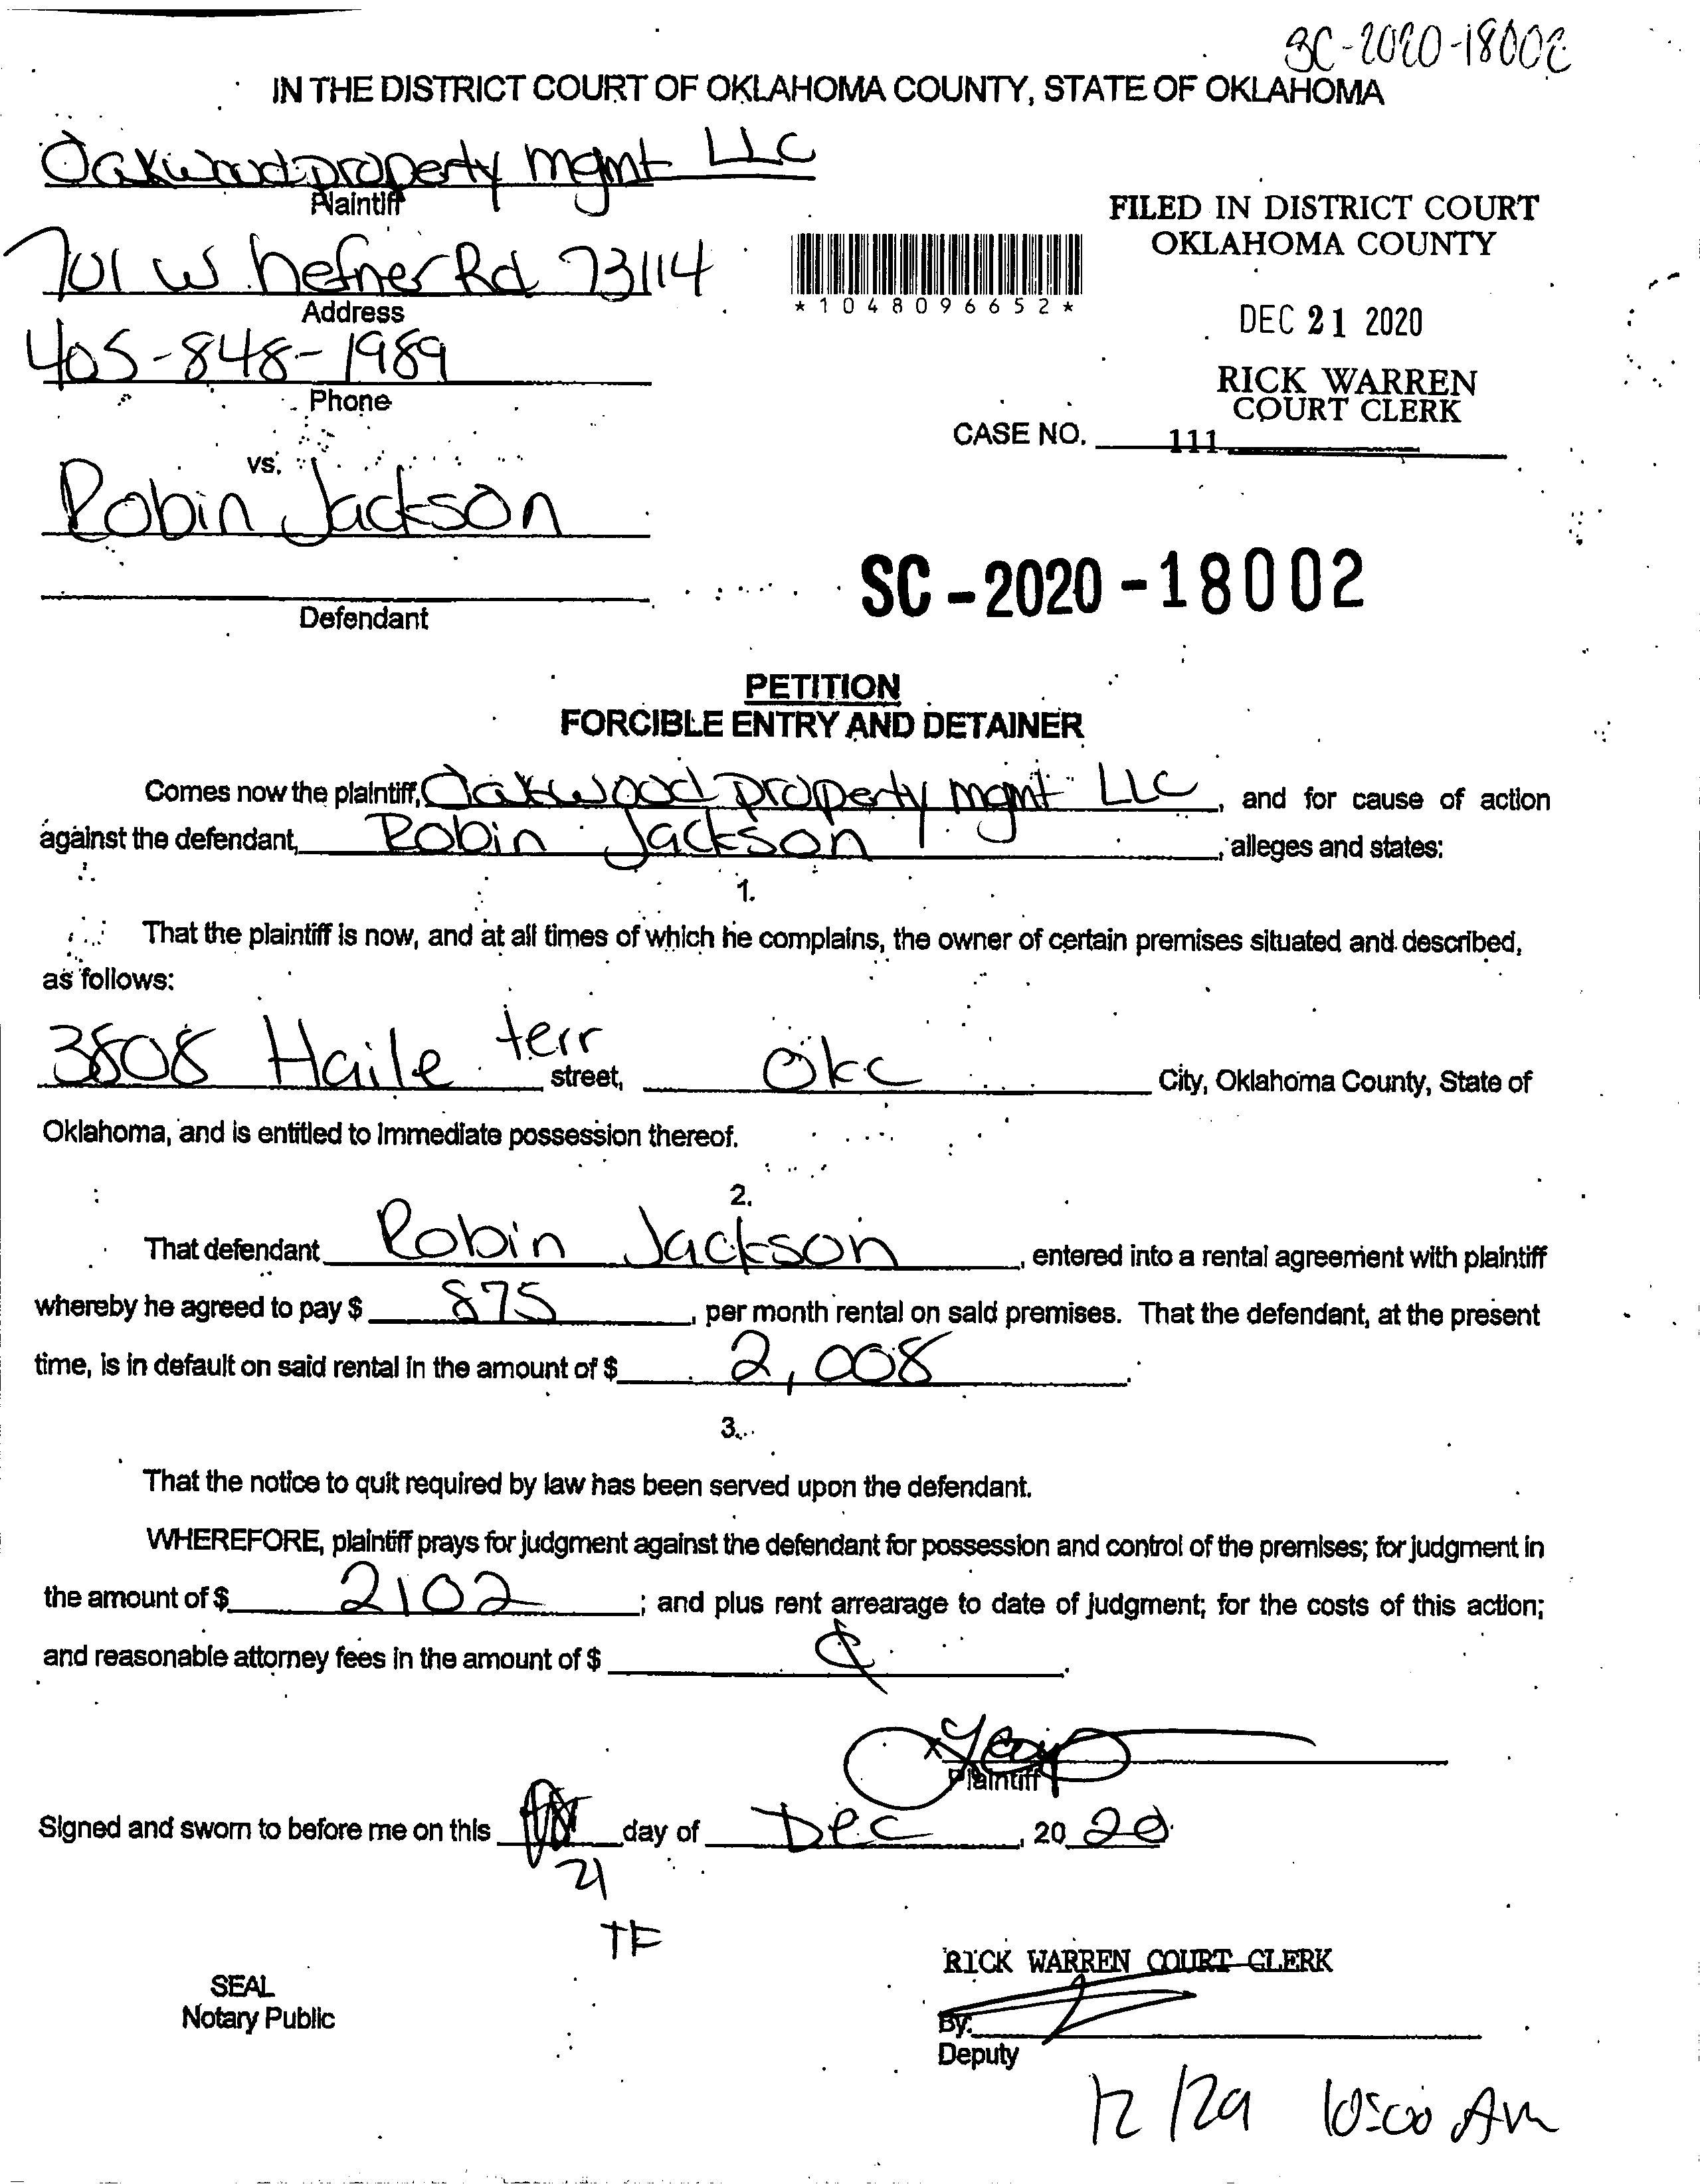 SC-2020-18002
IN THE DISTRICT COURT OF OKLAHOMA COUNTY, STATE OF OKLAHOMA
Oakwood property mgmt LLC
Plaintiff
701 W hefner Rd 73114
Address
405-848-1989
Phone
FILED IN DISTRICT COURT
OKLAHOMA COUNTY
*1048096652*
DEC 21 2020
RICK WARREN
COURT CLERK
CASE NO.
111
vs.
Robin Jackson
Defendant
SC-2020-18002
PETITION
FORCIBLE ENTRY AND DETAINER
Comes now the plaintiff, Oakwood property mgmt LLC, and for cause of action
against the defendant, Robin Jackson, alleges and states:
1.
That the plaintiff is now, and at all times of which he complains, the owner of certain premises situated and described,
as follows:
3808 Haile terr street, Okc City, Oklahoma County, State of
Oklahoma, and is entitled to immediate possession thereof.
2.
That defendant Robin Jackson, entered into a rental agreement with plaintiff
whereby he agreed to pay $ 875, per month rental on said premises. That the defendant, at the present
time, is in default on said rental in the amount of $ 2,008.
3.
That the notice to quit required by law has been served upon the defendant.
WHEREFORE, plaintiff prays for judgment against the defendant for possession and control of the premises; for judgment in
the amount of $ 2102; and plus rent arrearage to date of judgment; for the costs of this action;
and reasonable attorney fees in the amount of $
Plaintiff
Signed and sworn to before me on this day of Dec, 2020
21
TF
RICK WARREN COURT CLERK
SEAL
Notary Public
By:
Deputy
12/29 10:00 Am